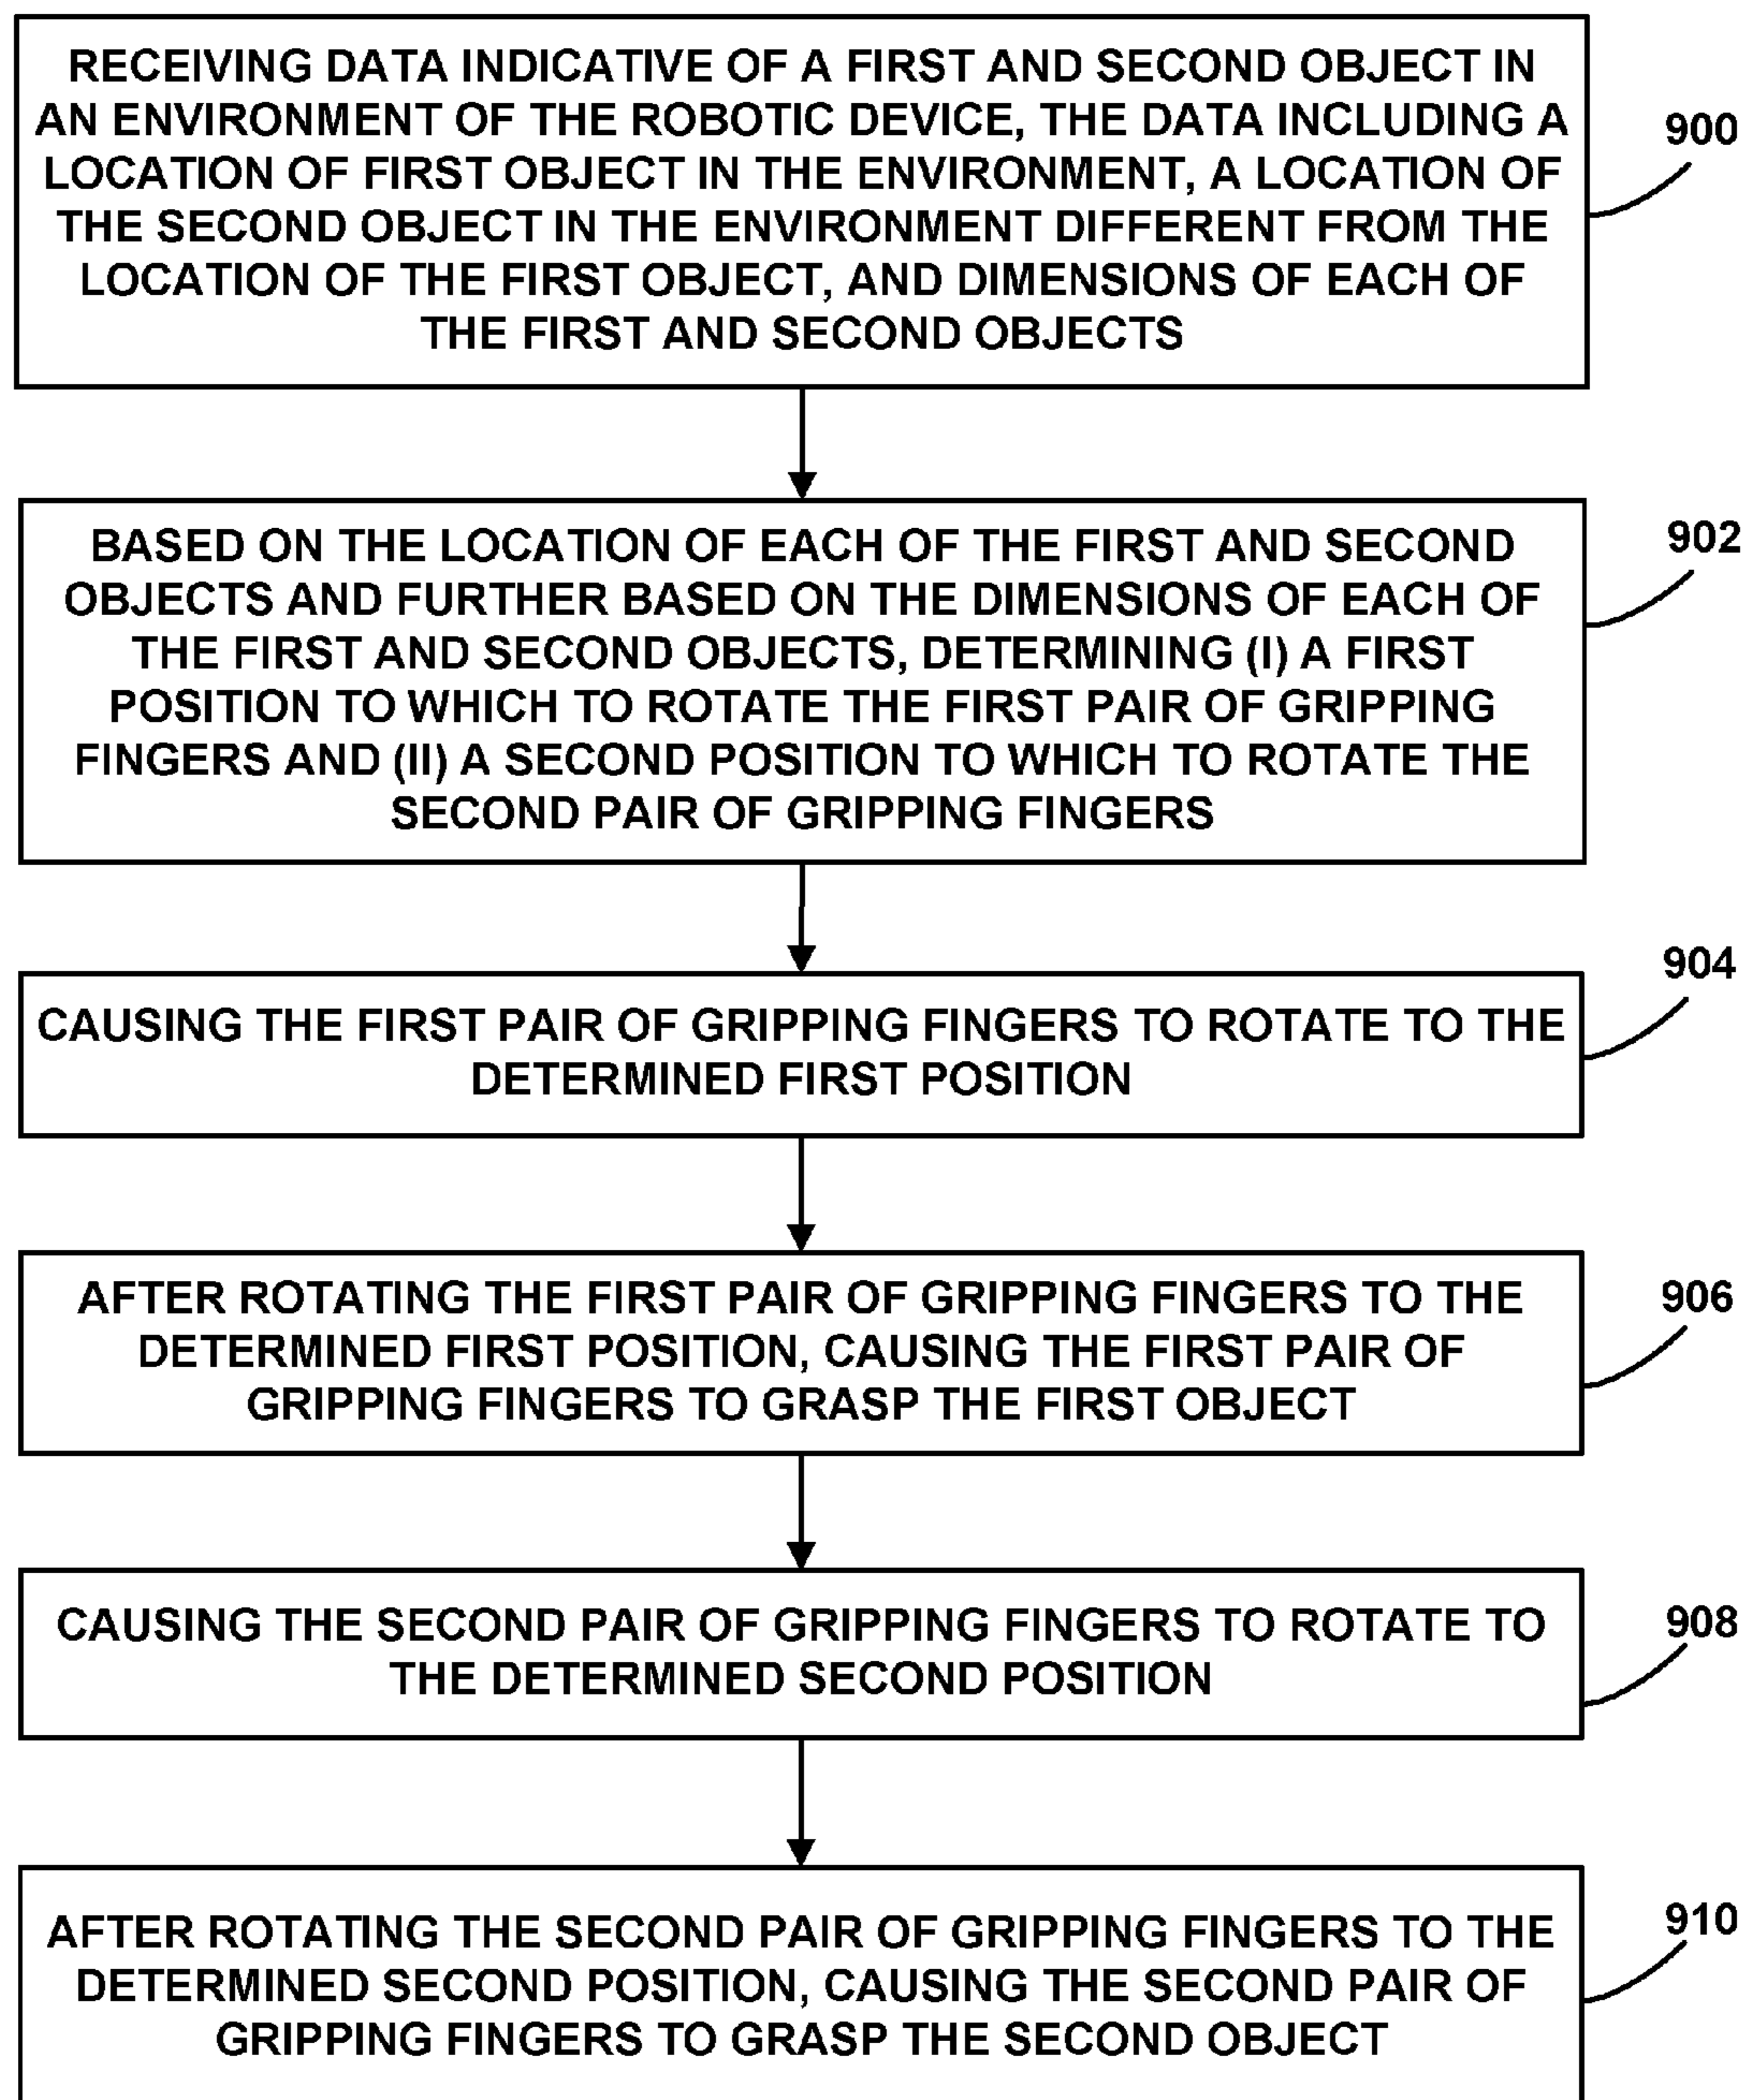 RECEIVING DATA INDICATIVE OF A FIRST AND SECOND OBJECT IN
AN ENVIRONMENT OF THE ROBOTIC DEVICE, THE DATA INCLUDING A
LOCATION OF FIRST OBJECT IN THE ENVIRONMENT, A LOCATION OF
THE SECOND OBJECT IN THE ENVIRONMENT DIFFERENT FROM THE
LOCATION OF THE FIRST OBJECT, AND DIMENSIONS OF EACH OF
THE FIRST AND SECOND OBJECTS
900
BASED ON THE LOCATION OF EACH OF THE FIRST AND SECOND
OBJECTS AND FURTHER BASED ON THE DIMENSIONS OF EACH OF
THE FIRST AND SECOND OBJECTS, DETERMINING (I) A FIRST
POSITION TO WHICH TO ROTATE THE FIRST PAIR OF GRIPPING
FINGERS AND (II) A SECOND POSITION TO WHICH TO ROTATE THE
SECOND PAIR OF GRIPPING FINGERS
902
CAUSING THE FIRST PAIR OF GRIPPING FINGERS TO ROTATE TO THE
DETERMINED FIRST POSITION
904
AFTER ROTATING THE FIRST PAIR OF GRIPPING FINGERS TO THE
DETERMINED FIRST POSITION, CAUSING THE FIRST PAIR OF
GRIPPING FINGERS TO GRASP THE FIRST OBJECT
906
CAUSING THE SECOND PAIR OF GRIPPING FINGERS TO ROTATE TO
THE DETERMINED SECOND POSITION
908
AFTER ROTATING THE SECOND PAIR OF GRIPPING FINGERS TO THE
DETERMINED SECOND POSITION, CAUSING THE SECOND PAIR OF
GRIPPING FINGERS TO GRASP THE SECOND OBJECT
910